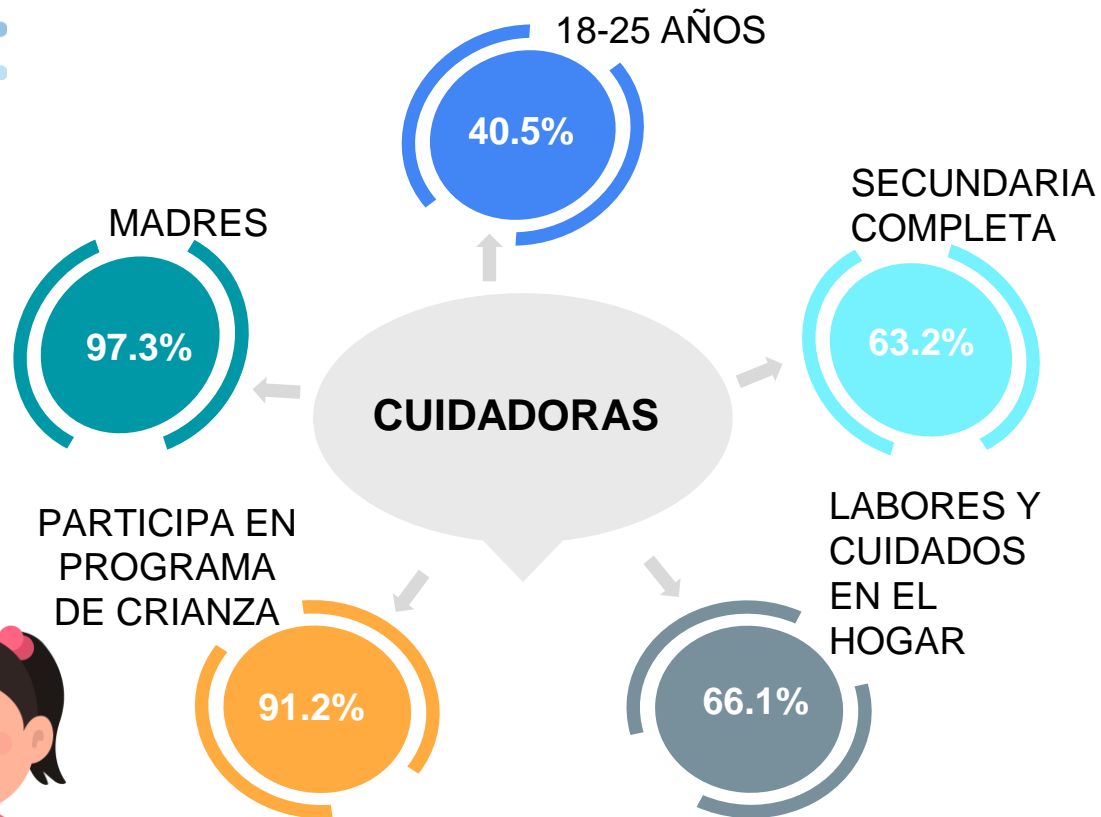 18-25 AÑOS
40.5%
SECUNDARIA
COMPLETA
63.2%
MADRES
97.3%
CUIDADORAS
PARTICIPA EN
PROGRAMA
DE CRIANZA
91.2%
LABORES Y
CUIDADOS
EN EL
HOGAR
66.1%